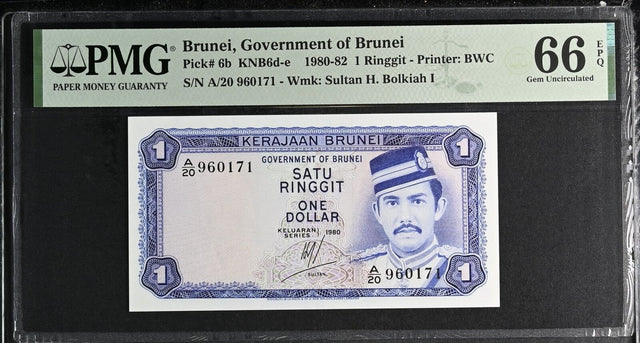 PMG
PAPER MONEY GUARANTY
Brunei, Government of Brunei
Pick# 6b KNB6d-e 1980-82 1 Ringgit - Printer: BWC
S/N A/20 960171 - Wmk: Sultan H. Bolkiah I
66 EPQ
Gem Uncirculated
1 KERAJAAN BRUNEI 1
A/20 960171
GOVERNMENT OF BRUNEI
SATU
RINGGIT
ONE
DOLLAR
KELUARAN
SERIES 1980
SULTAN
A/20 960171
1 1